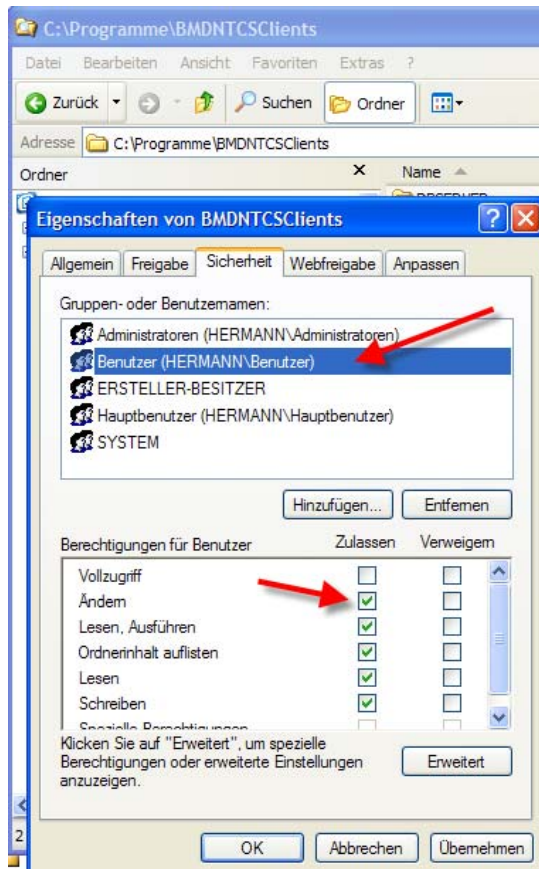 C:\Programme\BMDNTCSClients
Datei Bearbeiten Ansicht Favoriten Extras ?
Zurück Suchen Ordner
Adresse C:\Programme\BMDNTCSClients
Ordner x Name
Eigenschaften von BMDNTCSClients
Allgemein Freigabe Sicherheit Webfreigabe Anpassen
Gruppen- oder Benutzernamen:
Administratoren (HERMANN\Administratoren)
Benutzer (HERMANN\Benutzer)
ERSTELLER-BESITZER
Hauptbenutzer (HERMANN\Hauptbenutzer)
SYSTEM
Hinzufügen... Entfernen
Berechtigungen für Benutzer Zulassen Verweigern
Vollzugriff
Ändern
Lesen, Ausführen
Ordnerinhalt auflisten
Lesen
Schreiben
Spezielle Berechtigungen
Klicken Sie auf "Erweitert", um spezielle
Berechtigungen oder erweiterte Einstellungen
anzuzeigen.
Erweitert
2
OK Abbrechen Übernehmen